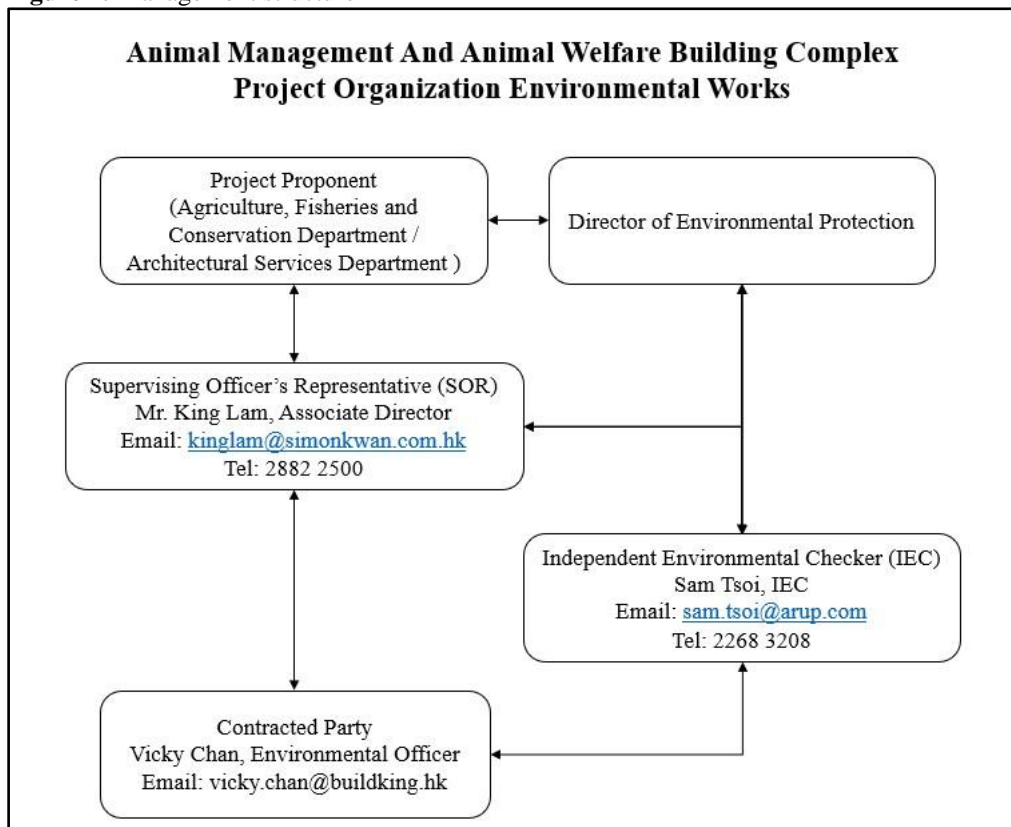 Animal Management And Animal Welfare Building Complex
Project Organization Environmental Works
Project Proponent
(Agriculture, Fisheries and
Conservation Department /
Architectural Services Department )
Director of Environmental Protection
Supervising Officer’s Representative (SOR)
Mr. King Lam, Associate Director
Email: kinglam@simonkwan.com.hk
Tel: 2882 2500
Independent Environmental Checker (IEC)
Sam Tsoi, IEC
Email: sam.tsoi@arup.com
Tel: 2268 3208
Contracted Party
Vicky Chan, Environmental Officer
Email: vicky.chan@buildking.hk